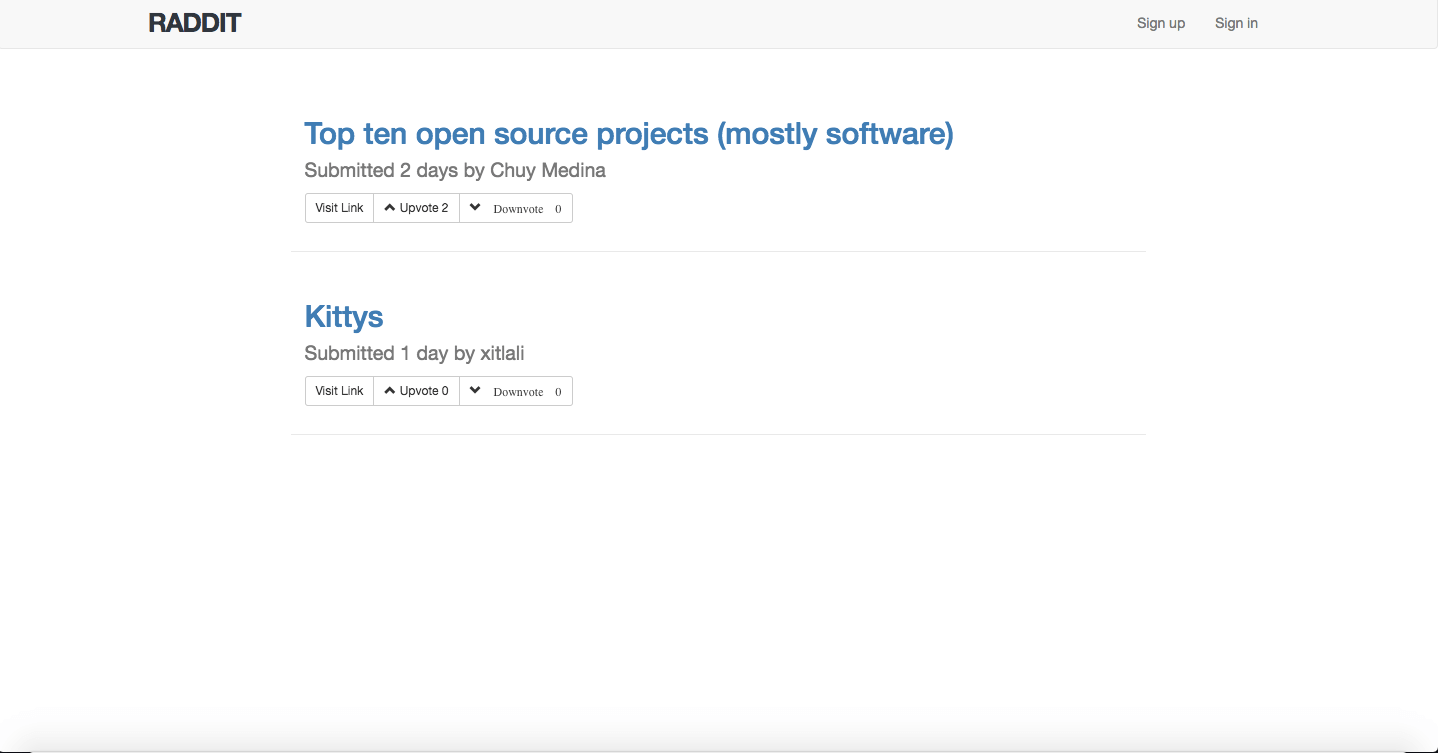 RADDIT Sign up Sign in
Top ten open source projects (mostly software)
Submitted 2 days by Chuy Medina
Visit Link Upvote 2 Downvote 0
Kittys
Submitted 1 day by xitlali
Visit Link Upvote 0 Downvote 0